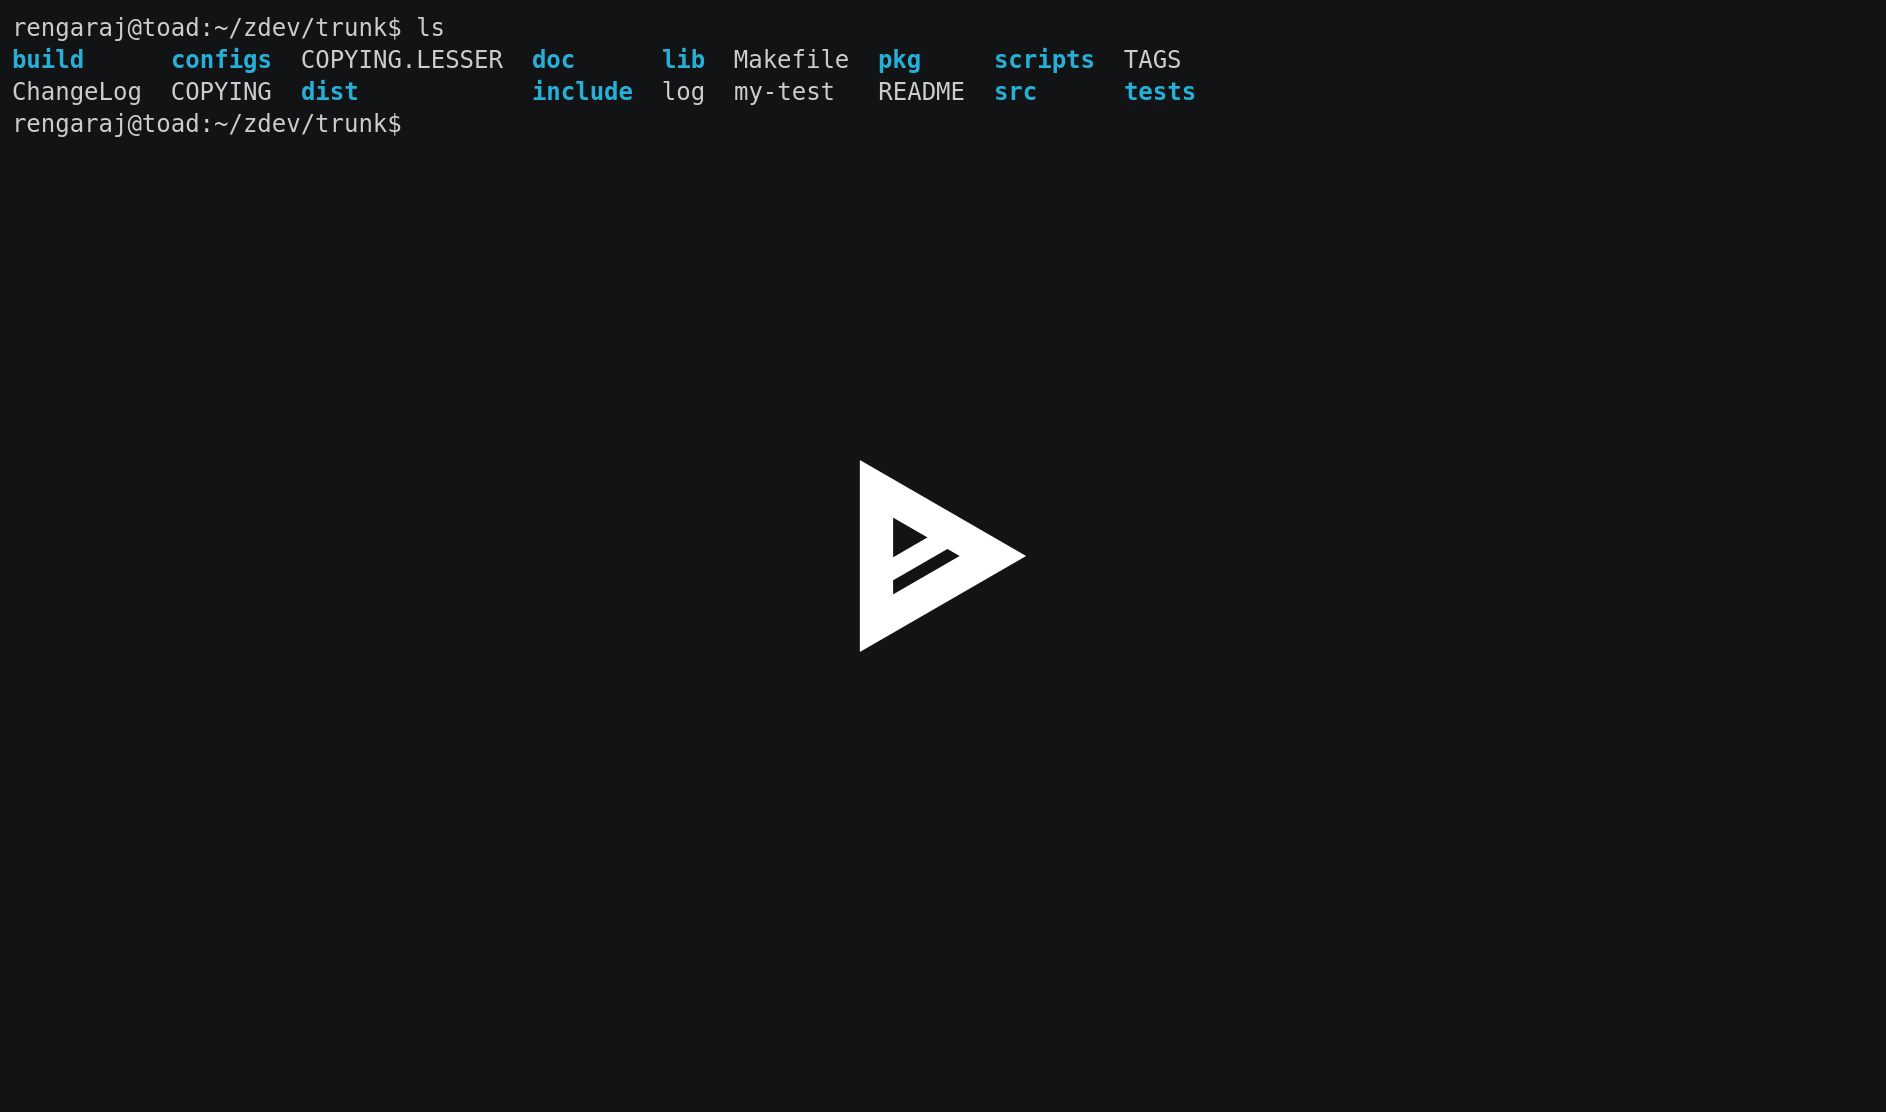 rengaraj@toad:~/zdev/trunk$ ls
build      configs  COPYING.LESSER  doc      lib  Makefile  pkg     scripts  TAGS
ChangeLog  COPYING  dist            include  log  my-test   README  src      tests
rengaraj@toad:~/zdev/trunk$